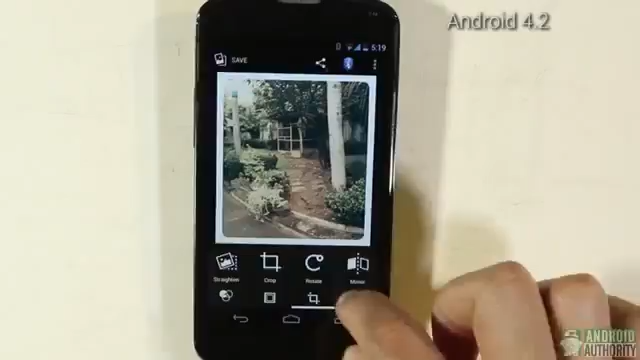 Android 4.2
5:19
SAVE
Straighten
Crop
Rotate
Mirror
ANDROID
AUTHORITY